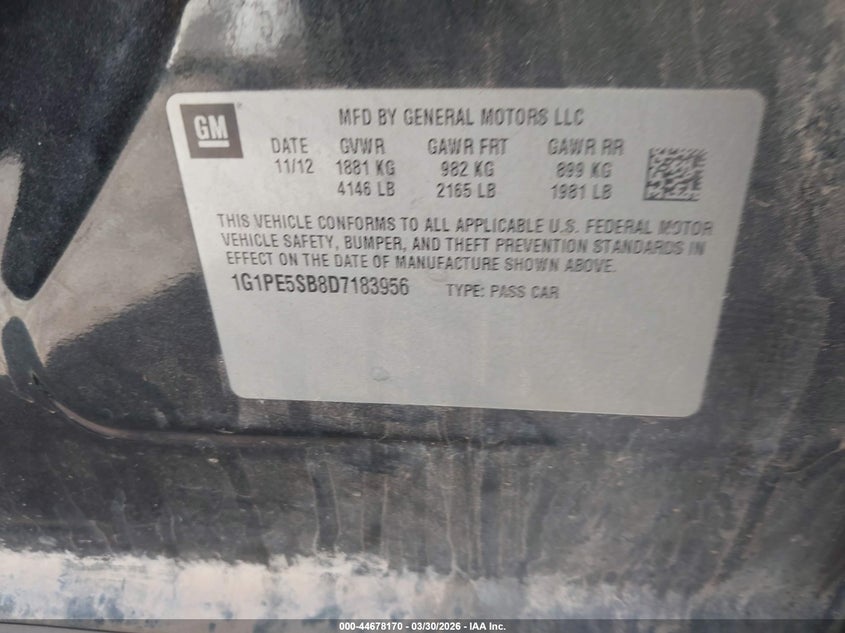 GM
MFD BY GENERAL MOTORS LLC
DATE GVWR GAWR FRT GAWR RR
11/12 1881 KG 982 KG 899 KG
4146 LB 2165 LB 1981 LB
THIS VEHICLE CONFORMS TO ALL APPLICABLE U.S. FEDERAL MOTOR
VEHICLE SAFETY, BUMPER, AND THEFT PREVENTION STANDARDS IN
EFFECT ON THE DATE OF MANUFACTURE SHOWN ABOVE.
1G1PE5SB8D7183956 TYPE: PASS CAR
000-44678170 - 03/30/2026 - IAA Inc.